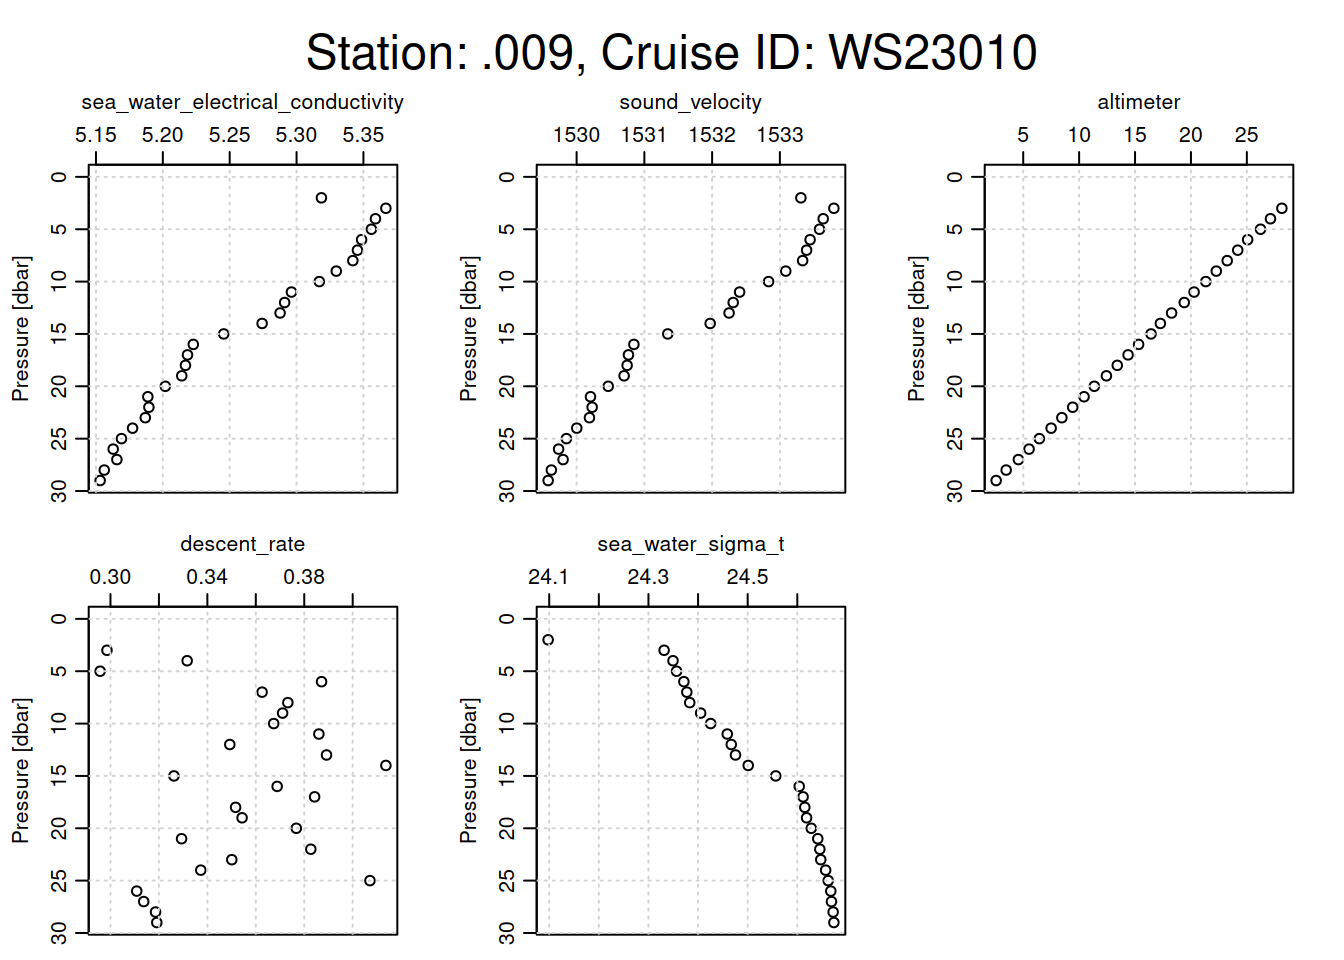 Station: .009, Cruise ID: WS23010
sea_water_electrical_conductivity
5.15 5.20 5.25 5.30 5.35
Pressure [dbar]
0 5 10 15 20 25 30
sound_velocity
1530 1531 1532 1533
Pressure [dbar]
0 5 10 15 20 25 30
altimeter
5 10 15 20 25
Pressure [dbar]
0 5 10 15 20 25 30
descent_rate
0.30 0.34 0.38
Pressure [dbar]
0 5 10 15 20 25 30
sea_water_sigma_t
24.1 24.3 24.5
Pressure [dbar]
0 5 10 15 20 25 30